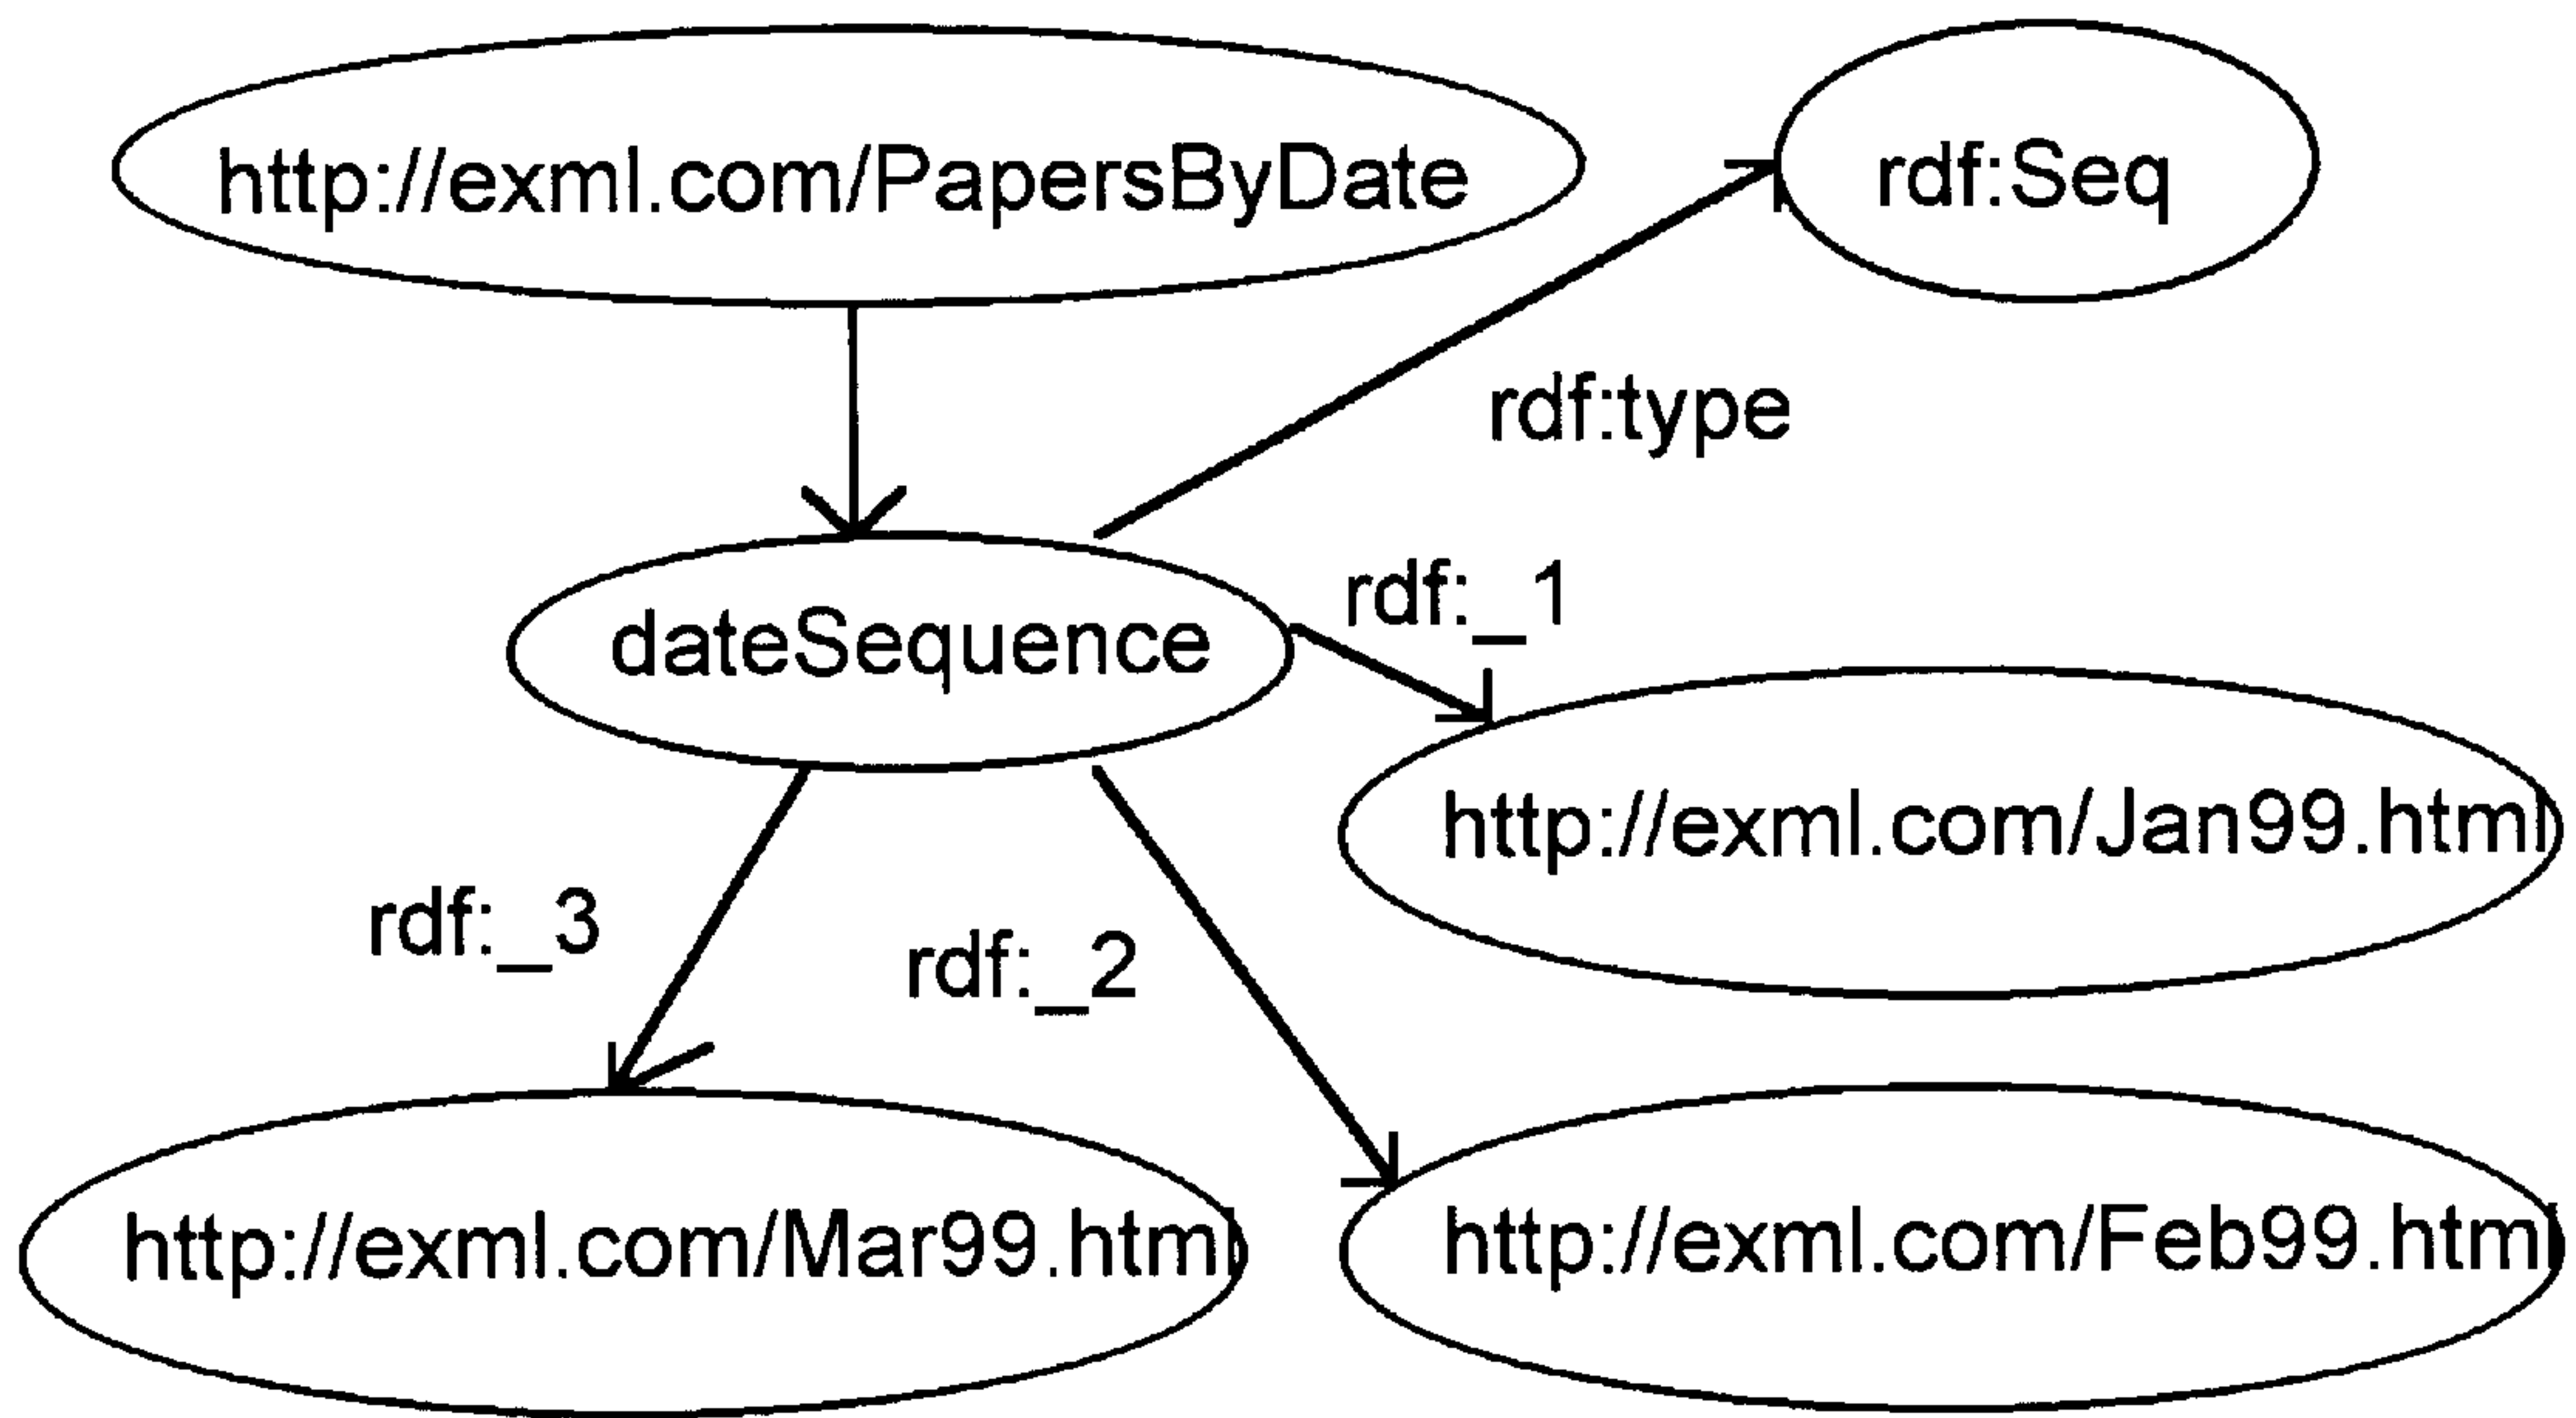 http://exml.com/PapersByDate
rdf:Seq
rdf:type
dateSequence
rdf:_1
http://exml.com/Jan99.html
rdf:_3
rdf:_2
http://exml.com/Mar99.html
http://exml.com/Feb99.html